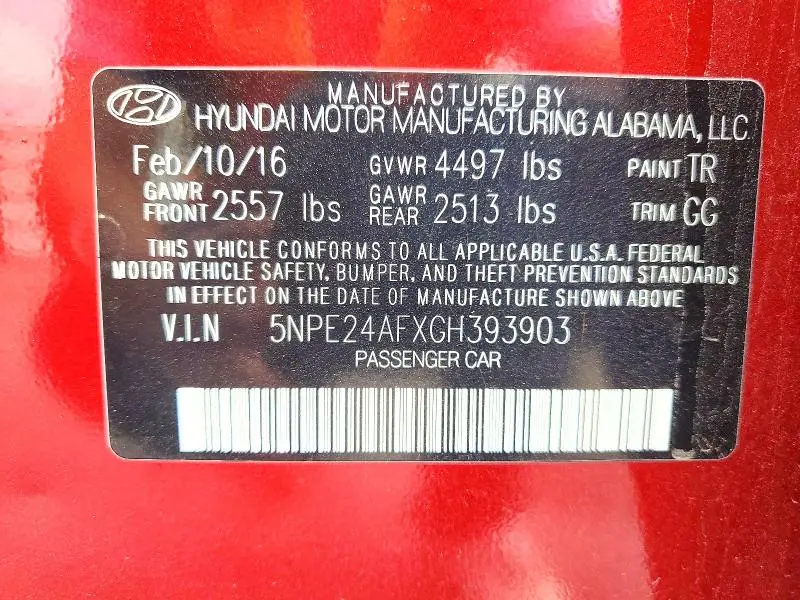 MANUFACTURED BY
HYUNDAI MOTOR MANUFACTURING ALABAMA, LLC
Feb/10/16 GVWR 4497 lbs PAINT TR
GAWR FRONT 2557 lbs GAWR REAR 2513 lbs TRIM GG
THIS VEHICLE CONFORMS TO ALL APPLICABLE U.S.A. FEDERAL
MOTOR VEHICLE SAFETY, BUMPER, AND THEFT PREVENTION STANDARDS
IN EFFECT ON THE DATE OF MANUFACTURE SHOWN ABOVE
V.I.N 5NPE24AFXGH393903
PASSENGER CAR